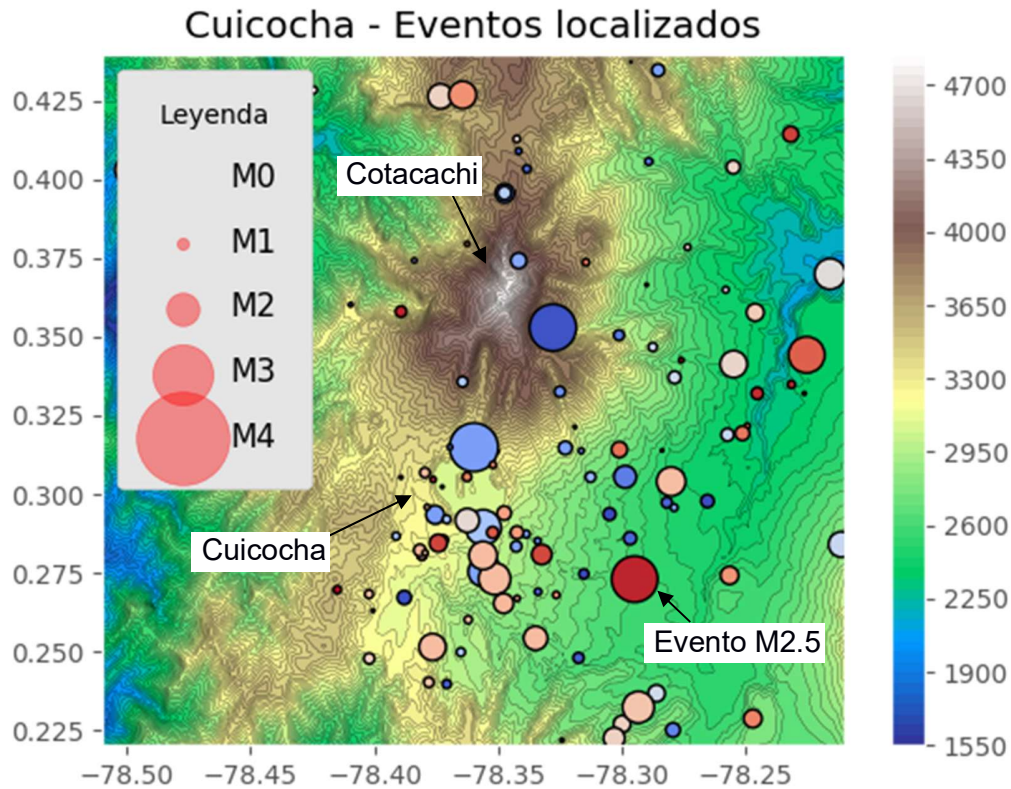 Cuicocha - Eventos localizados
Leyenda
M0
M1
M2
M3
M4
Cotacachi
Cuicocha
Evento M2.5
0.425
0.400
0.375
0.350
0.325
0.300
0.275
0.250
0.225
−78.50
−78.45
−78.40
−78.35
−78.30
−78.25
4700
4350
4000
3650
3300
2950
2600
2250
1900
1550